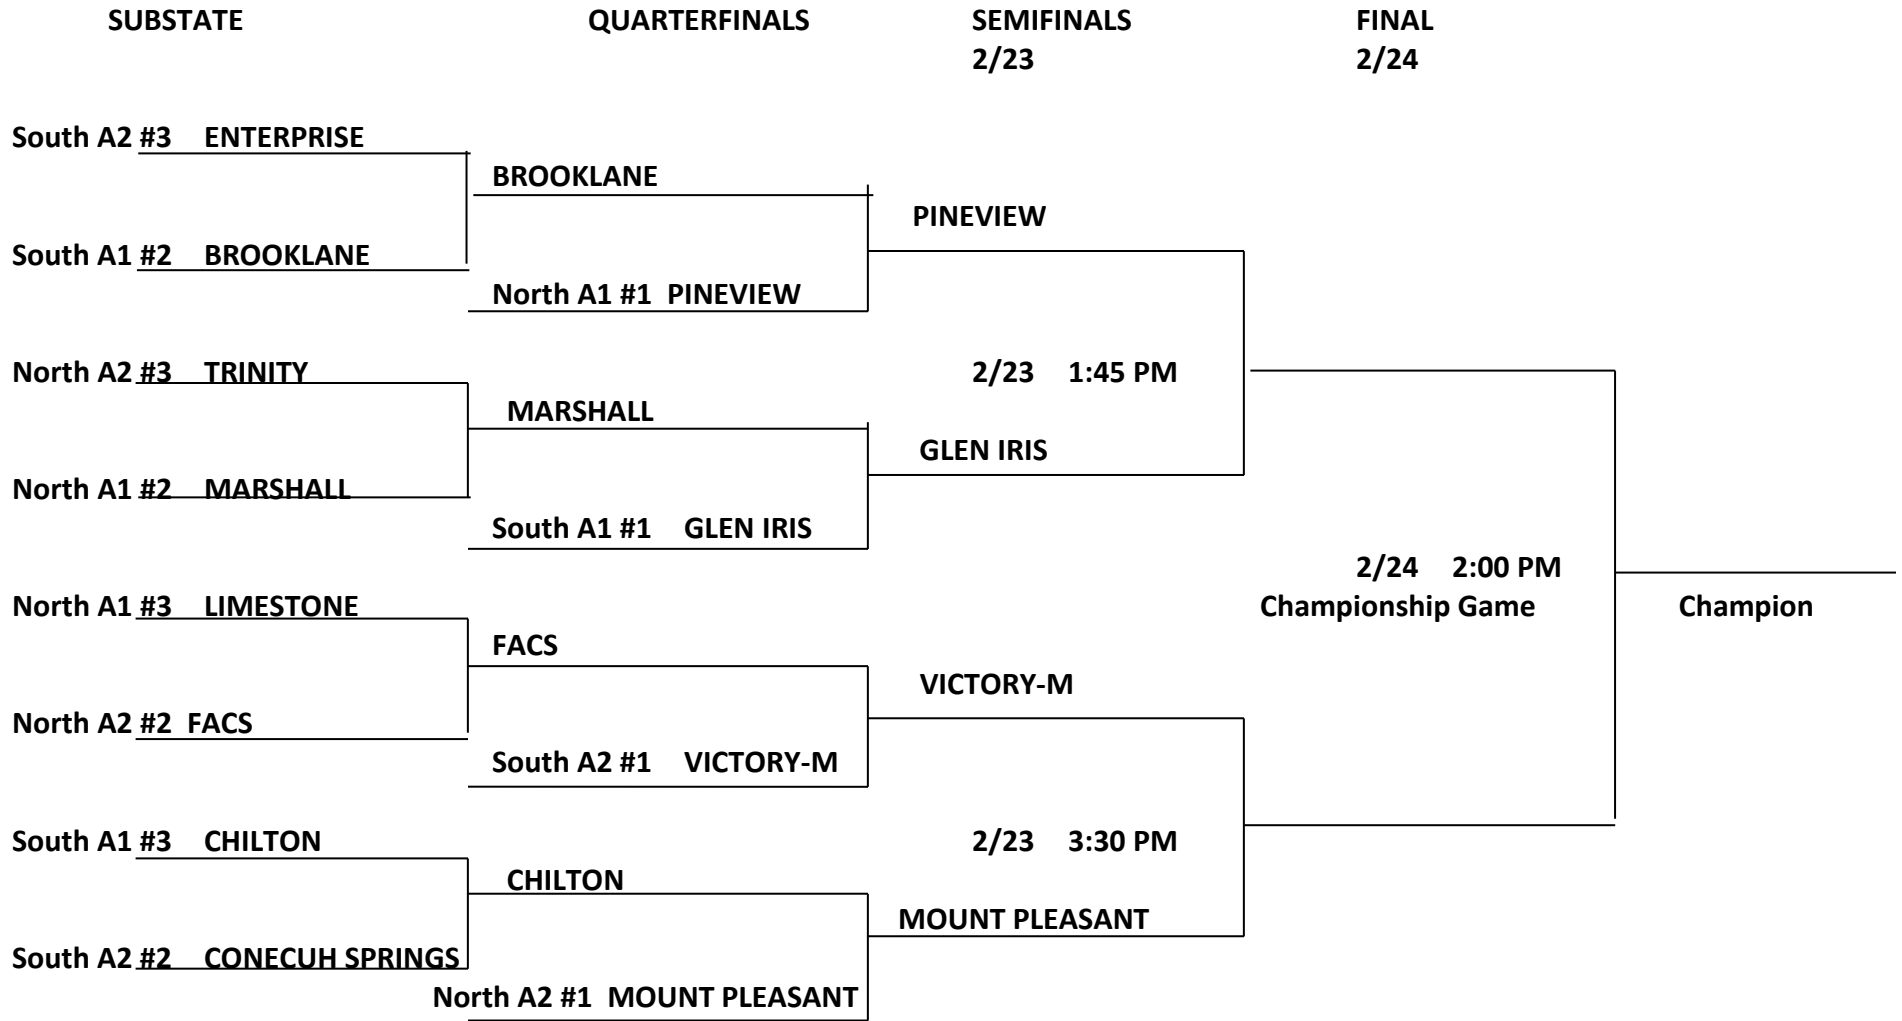 SUBSTATE QUARTERFINALS SEMIFINALS FINAL
2/23 2/24
South A2 #3 ENTERPRISE
BROOKLANE
PINEVIEW
South A1 #2 BROOKLANE
North A1 #1 PINEVIEW
North A2 #3 TRINITY 2/23 1:45 PM
MARSHALL
GLEN IRIS
North A1 #2 MARSHALL
South A1 #1 GLEN IRIS
2/24 2:00 PM
North A1 #3 LIMESTONE Championship Game Champion
FACS
VICTORY-M
North A2 #2 FACS
South A2 #1 VICTORY-M
South A1 #3 CHILTON 2/23 3:30 PM
CHILTON
MOUNT PLEASANT
South A2 #2 CONECUH SPRINGS
North A2 #1 MOUNT PLEASANT